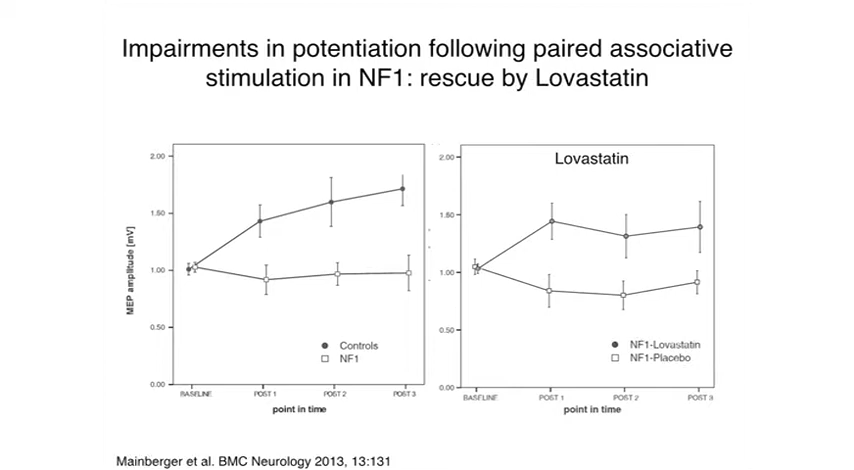 Impairments in potentiation following paired associative
stimulation in NF1: rescue by Lovastatin
2.00
1.50
1.00
0.50
0.00
MEP amplitude [mV]
Controls
NF1
BASELINE
POST 1
POST 2
POST 3
point in time
Lovastatin
2.00
1.50
1.00
0.50
0.00
NF1-Lovastatin
NF1-Placebo
BASELINE
POST 1
POST 2
POST 3
point in time
Mainberger et al. BMC Neurology 2013, 13:131